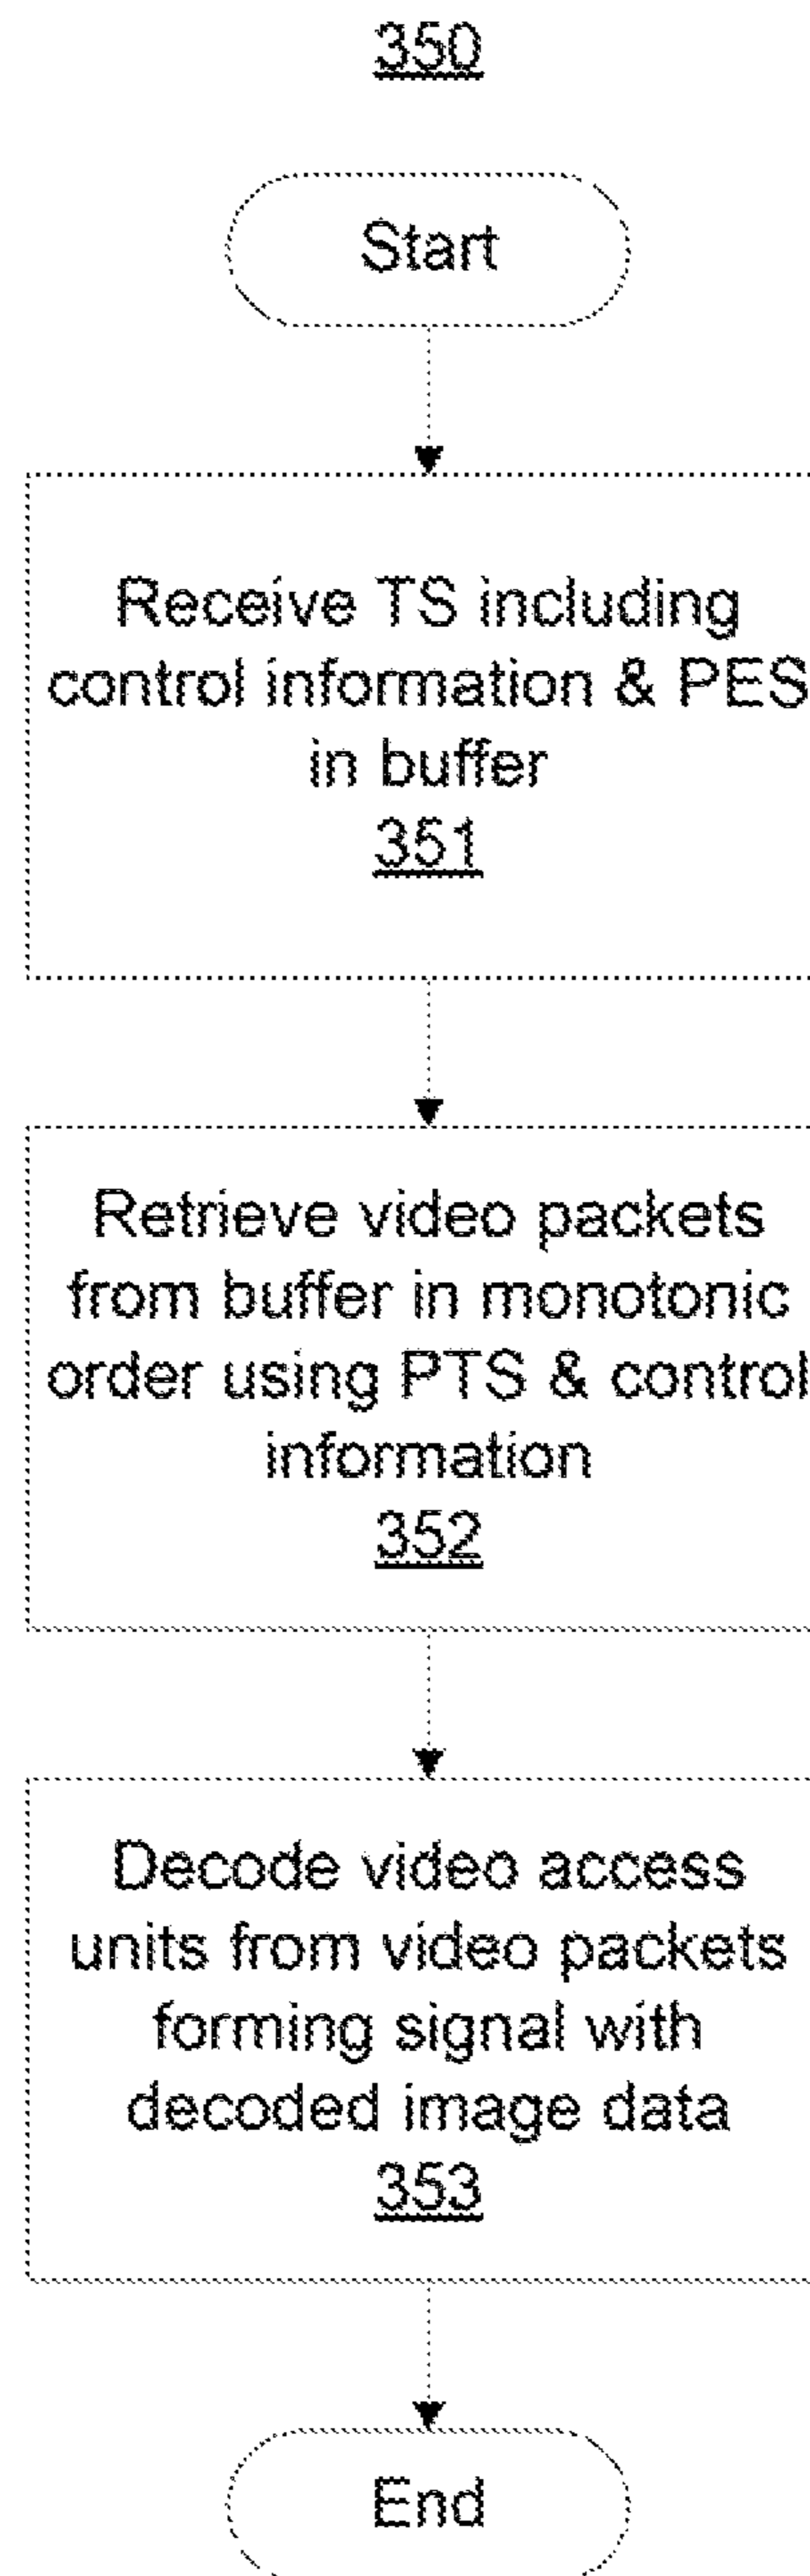 350
Start
Receive TS including
control information & PES
in buffer
351
Retrieve video packets
from buffer in monotonic
order using PTS & control
information
352
Decode video access
units from video packets
forming signal with
decoded image data
353
End